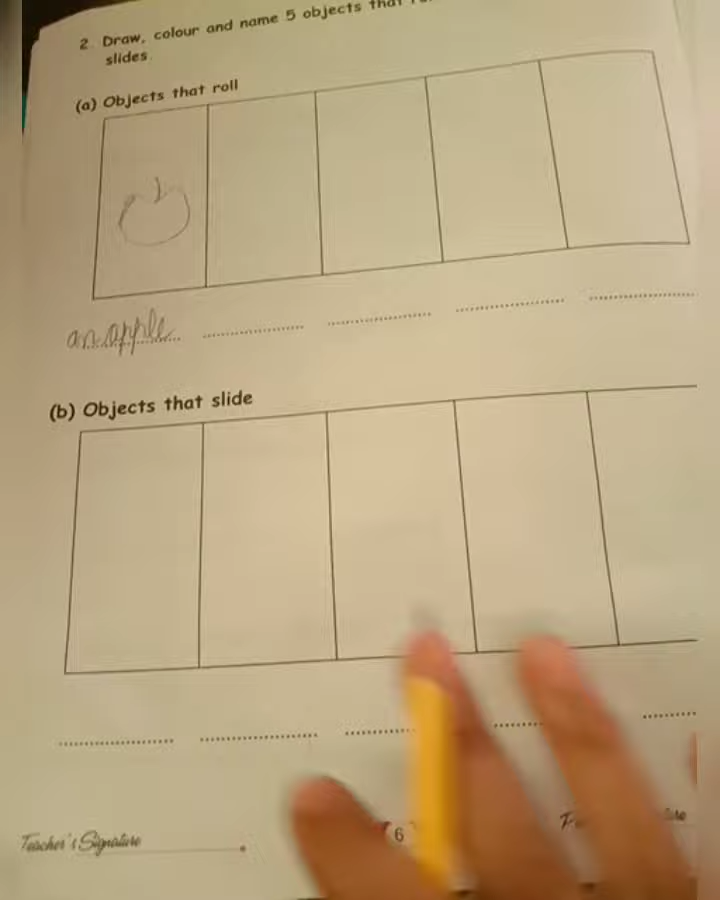 2. Draw, colour and name 5 objects that
slides
(a) Objects that roll
an apple
(b) Objects that slide
Teacher's Signature
6